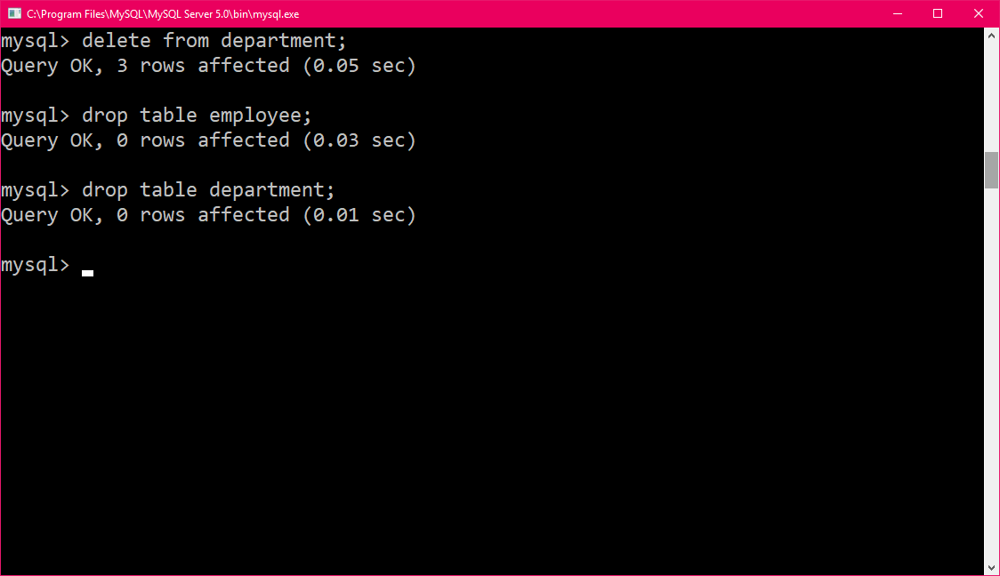 C:\Program Files\MySQL\MySQL Server 5.0\bin\mysql.exe
mysql> delete from department;
Query OK, 3 rows affected (0.05 sec)
mysql> drop table employee;
Query OK, 0 rows affected (0.03 sec)
mysql> drop table department;
Query OK, 0 rows affected (0.01 sec)
mysql>